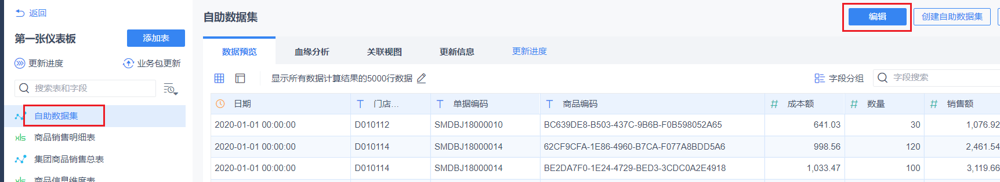 返回
第一张仪表板
添加表
更新进度
业务包更新
搜索表和字段
自助数据集
xls 商品销售明细表
集团商品销售总表
xls 商品信息维度表
自助数据集
编辑
创建自助数据集
数据预览 血缘分析 关联视图 更新信息 更新进度
显示所有数据计算结果的5000行数据
字段分组
字段搜索
日期 T 门店... T 单据编码 T 商品编码 # 成本额 # 数量 # 销售额
2020-01-01 00:00:00 D010112 SMDBJ18000010 BC639DE8-B503-437C-9B6B-F0B598052A65 641.03 30 1,076.92
2020-01-01 00:00:00 D010114 SMDBJ18000014 62CF9CFA-1E86-4960-B7CA-F077A8BDD5A6 998.56 120 2,461.54
2020-01-01 00:00:00 D010114 SMDBJ18000014 BE2DA7F0-1E24-4729-BED3-3CDC0A2E4918 1,033.47 100 3,119.66